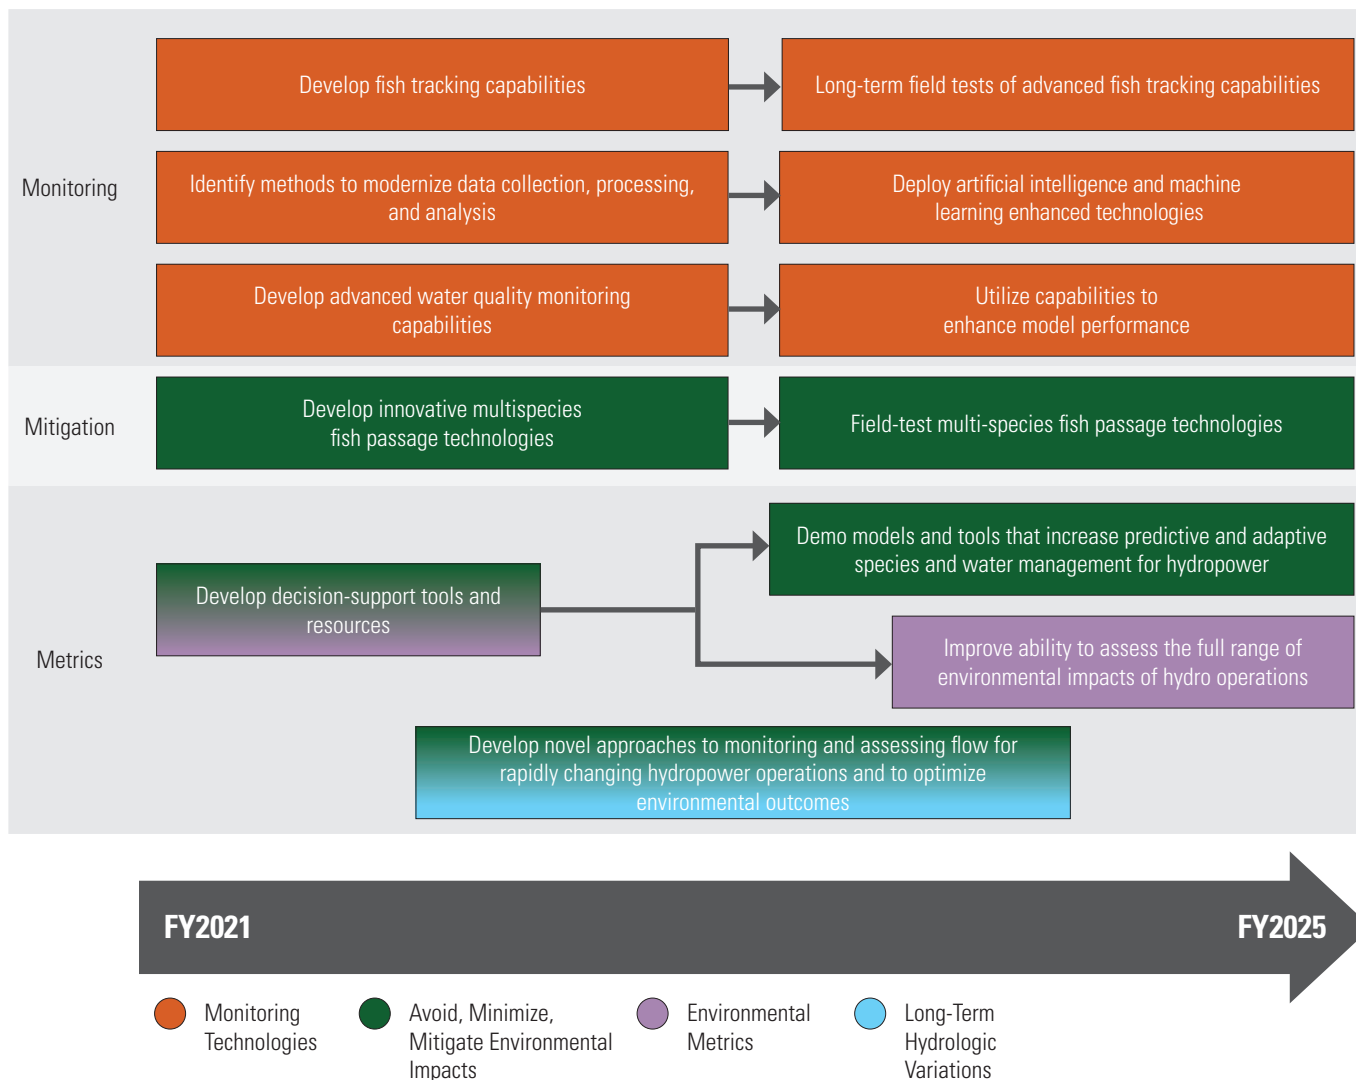 Monitoring
Develop fish tracking capabilities
Long-term field tests of advanced fish tracking capabilities
Identify methods to modernize data collection, processing,
and analysis
Deploy artificial intelligence and machine
learning enhanced technologies
Develop advanced water quality monitoring
capabilities
Utilize capabilities to
enhance model performance
Mitigation
Develop innovative multispecies
fish passage technologies
Field-test multi-species fish passage technologies
Metrics
Develop decision-support tools and
resources
Demo models and tools that increase predictive and adaptive
species and water management for hydropower
Improve ability to assess the full range of
environmental impacts of hydro operations
Develop novel approaches to monitoring and assessing flow for
rapidly changing hydropower operations and to optimize
environmental outcomes
FY2021
FY2025
Monitoring
Technologies
Avoid, Minimize,
Mitigate Environmental
Impacts
Environmental
Metrics
Long-Term
Hydrologic
Variations